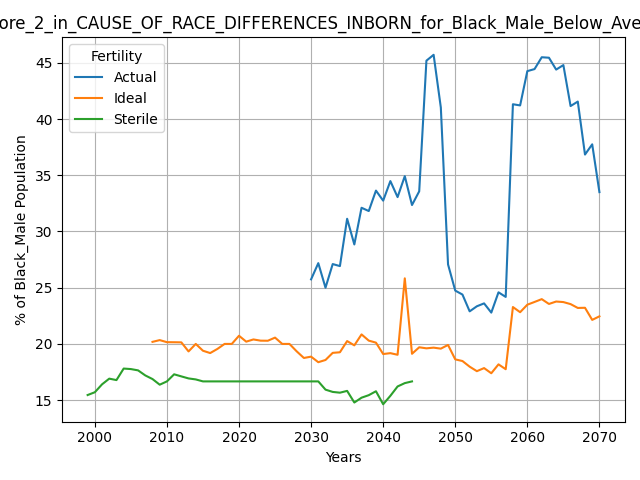 ore_2_in_CAUSE_OF_RACE_DIFFERENCES_INBORN_for_Black_Male_Below_Ave
Fertility
Actual
Ideal
Sterile
45
40
35
30
25
20
15
% of Black_Male Population
2000 2010 2020 2030 2040 2050 2060 2070
Years